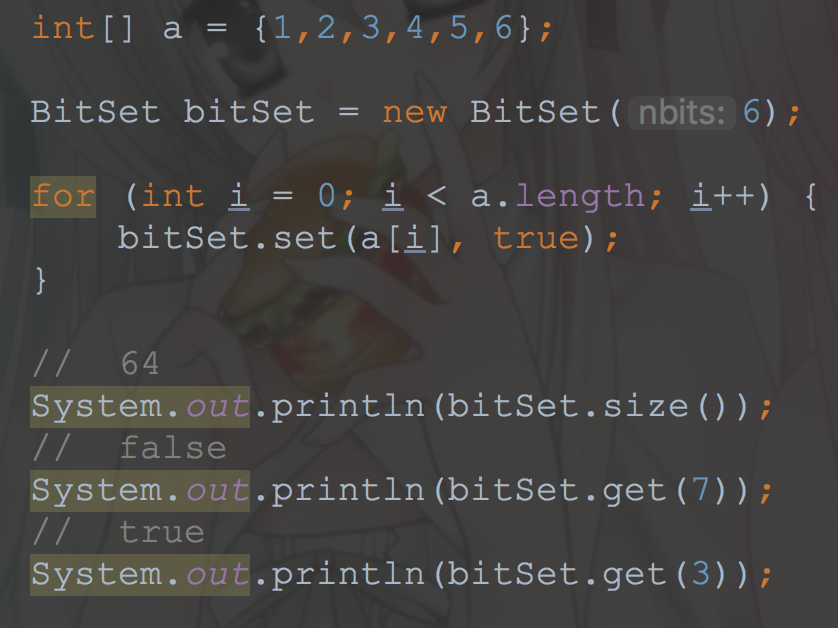 int[] a = {1,2,3,4,5,6};
BitSet bitSet = new BitSet( nbits: 6);
for (int i = 0; i < a.length; i++) {
bitSet.set(a[i], true);
}
// 64
System.out.println(bitSet.size());
// false
System.out.println(bitSet.get(7));
// true
System.out.println(bitSet.get(3));